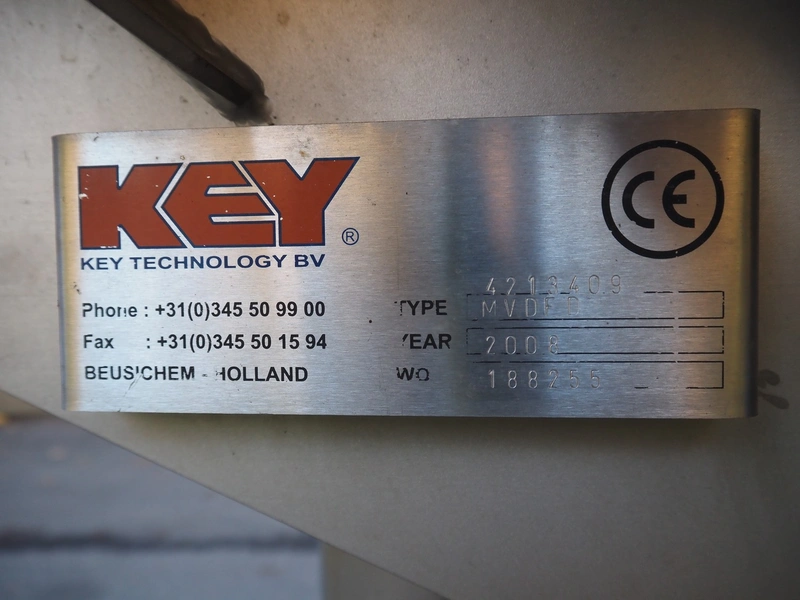 KEY ®
KEY TECHNOLOGY BV
CE
Phone : +31(0)345 50 99 00
Fax : +31(0)345 50 15 94
BEUSICHEM - HOLLAND
4213409
TYPE
YEAR 2008
WO 188255